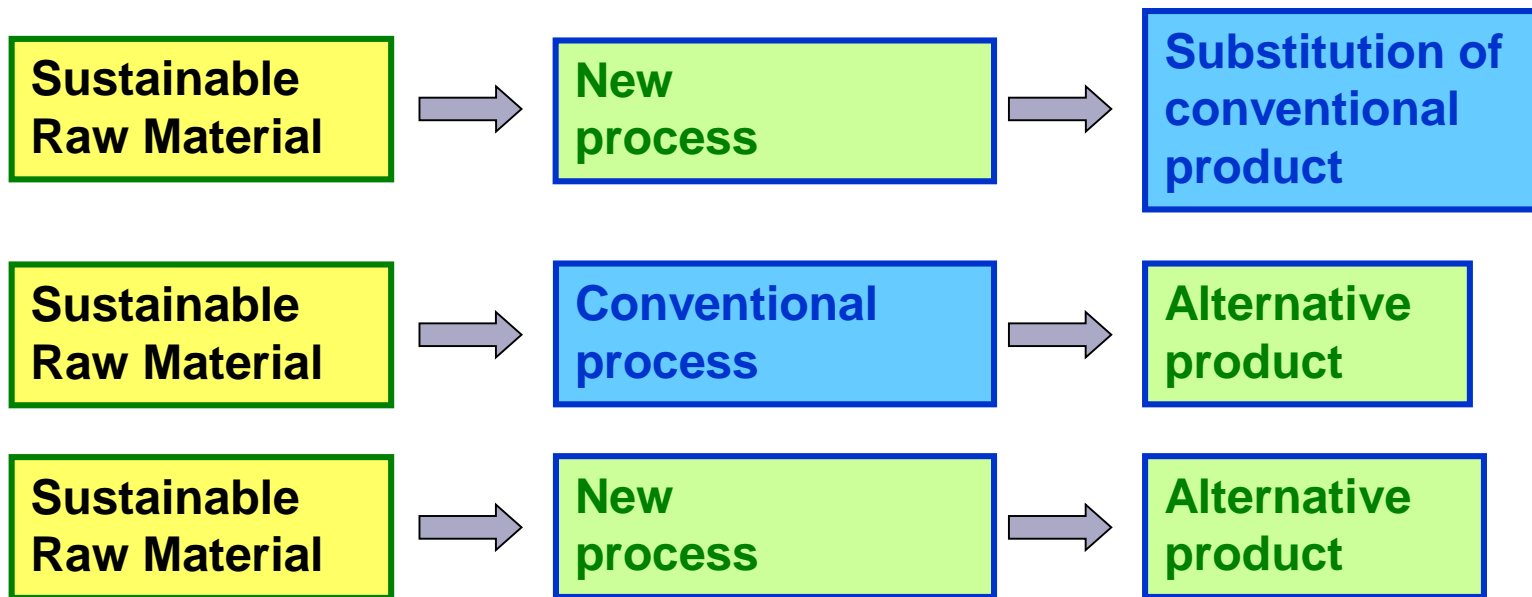 Sustainable
Raw Material
New
process
Substitution of
conventional
product
Sustainable
Raw Material
Conventional
process
Alternative
product
Sustainable
Raw Material
New
process
Alternative
product